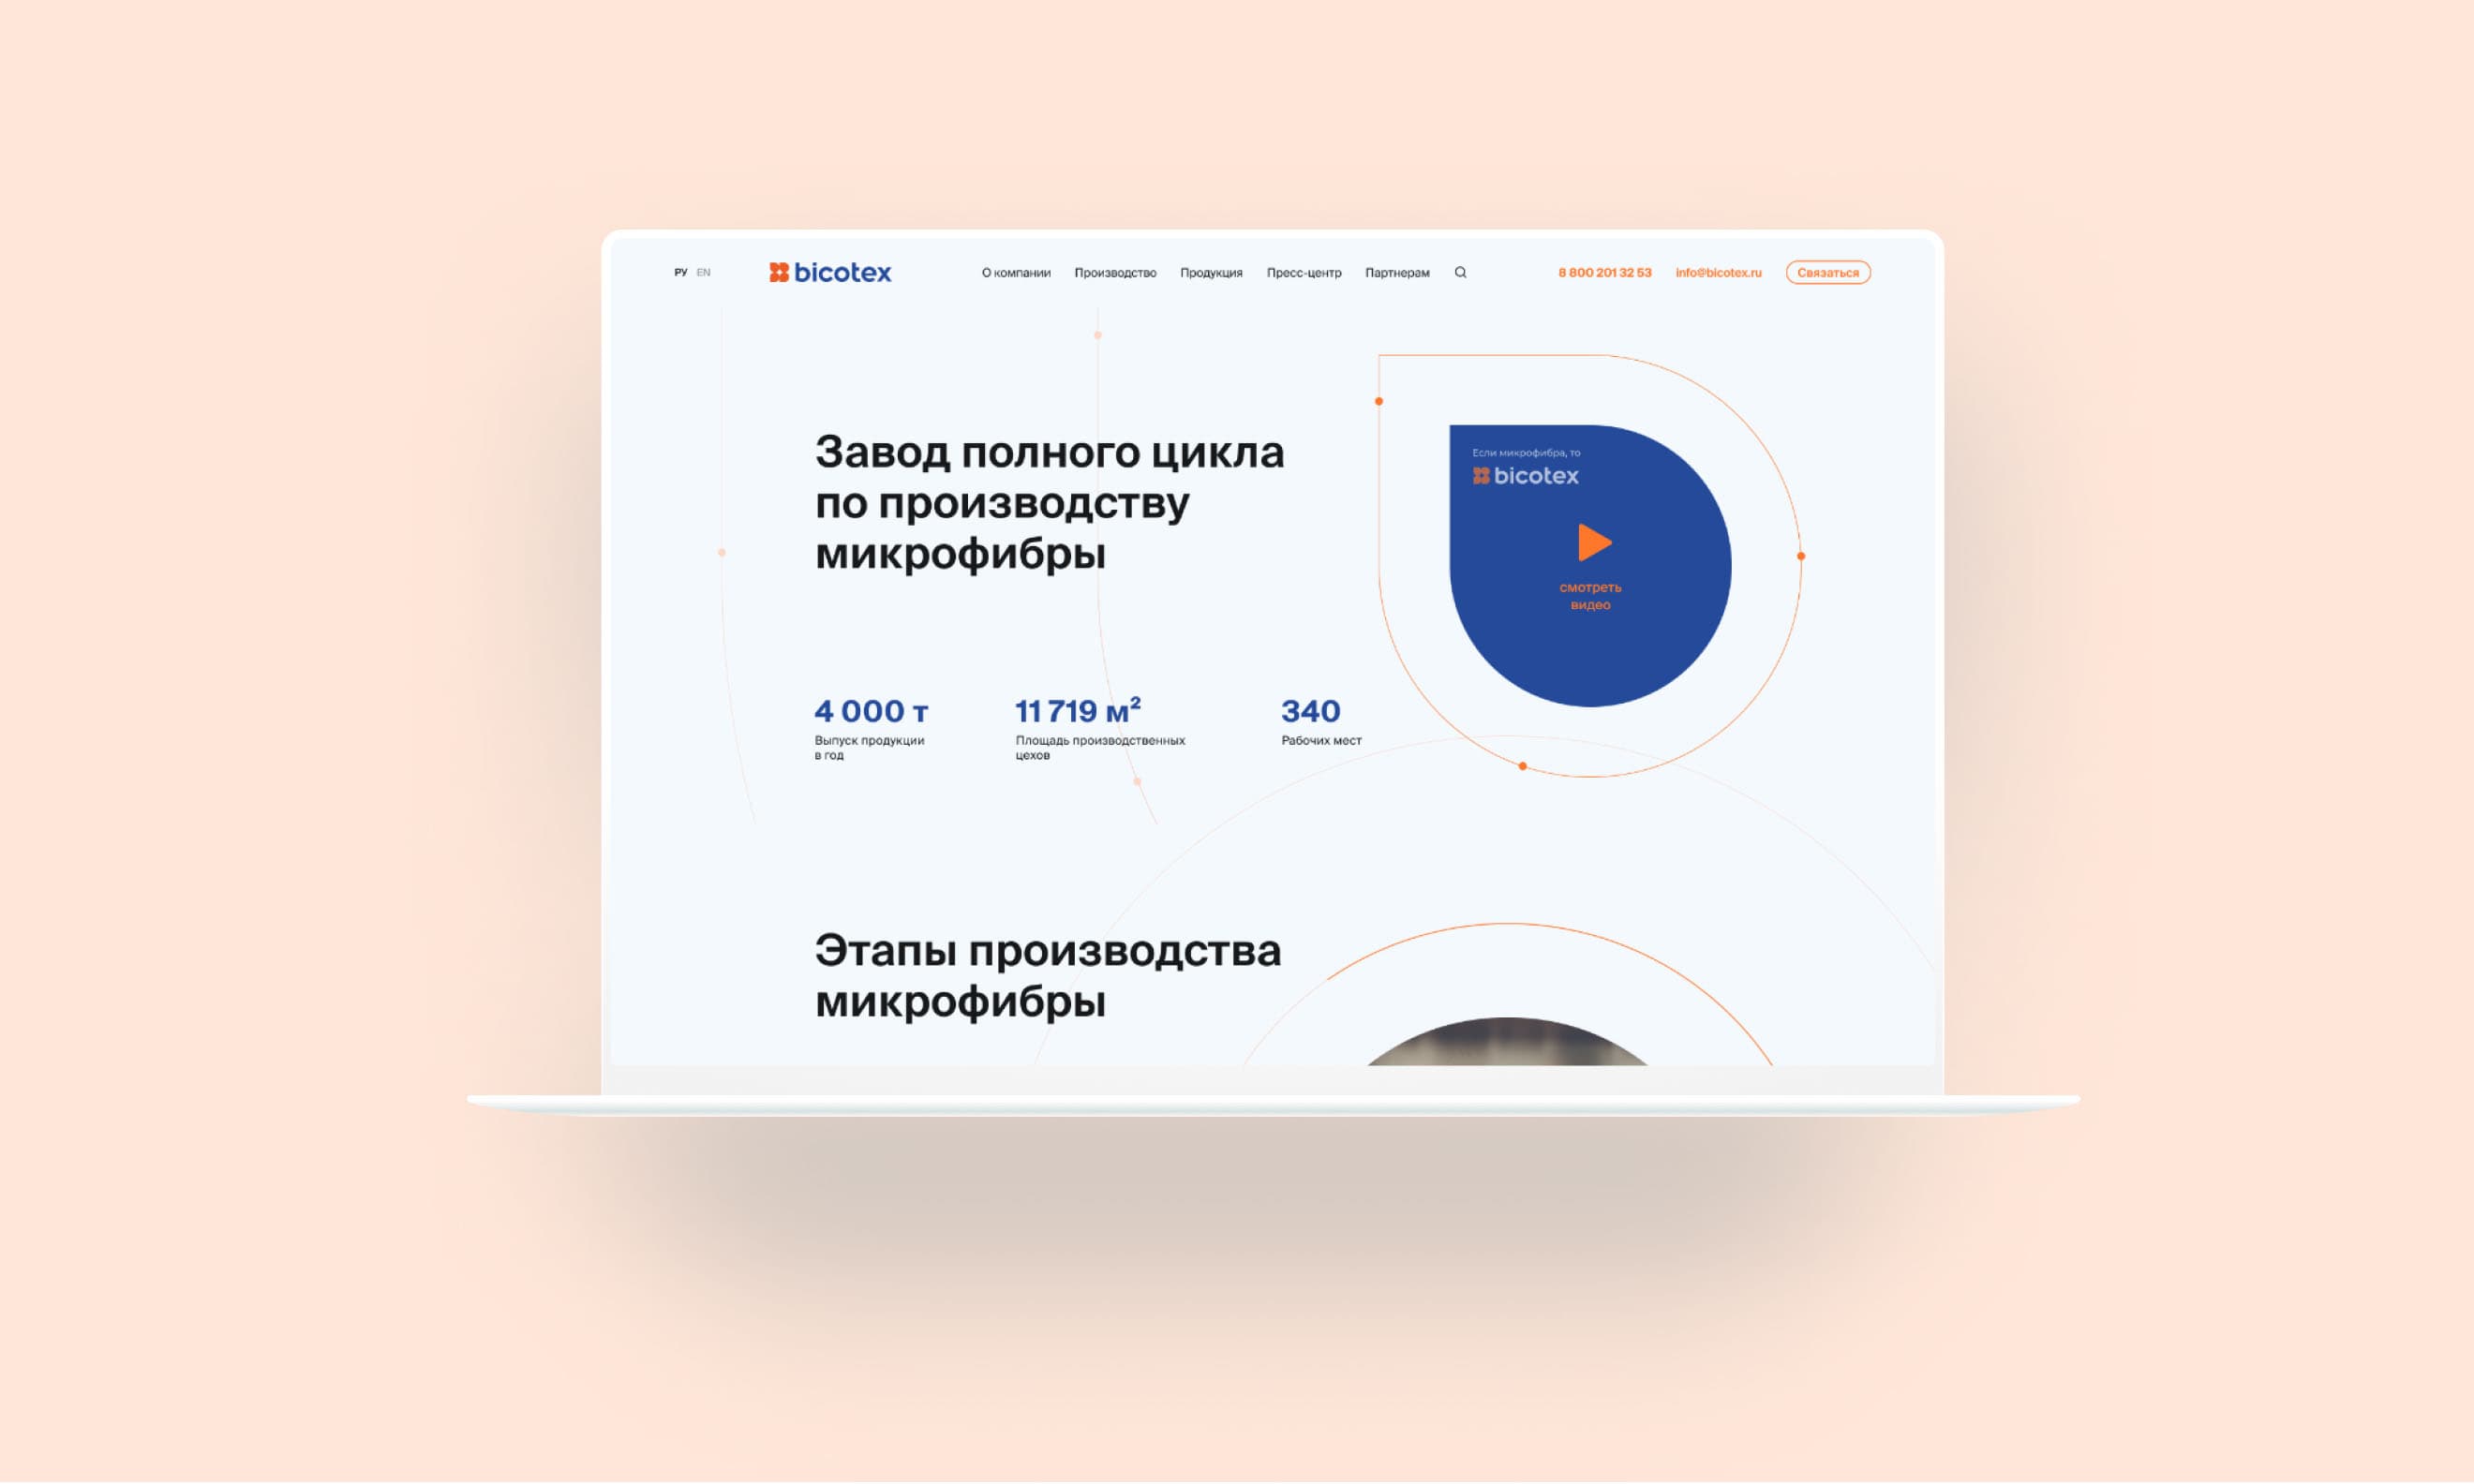 РУ EN
bicotex
О компании Производство Продукция Пресс-центр Партнерам
8 800 201 32 53 info@bicotex.ru Связаться
Завод полного цикла
по производству
микрофибры
Если микрофибра, то
bicotex
смотреть
видео
4 000 т 11 719 м² 340
Выпуск продукции
в год
Площадь производственных
цехов
Рабочих мест
Этапы производства
микрофибры